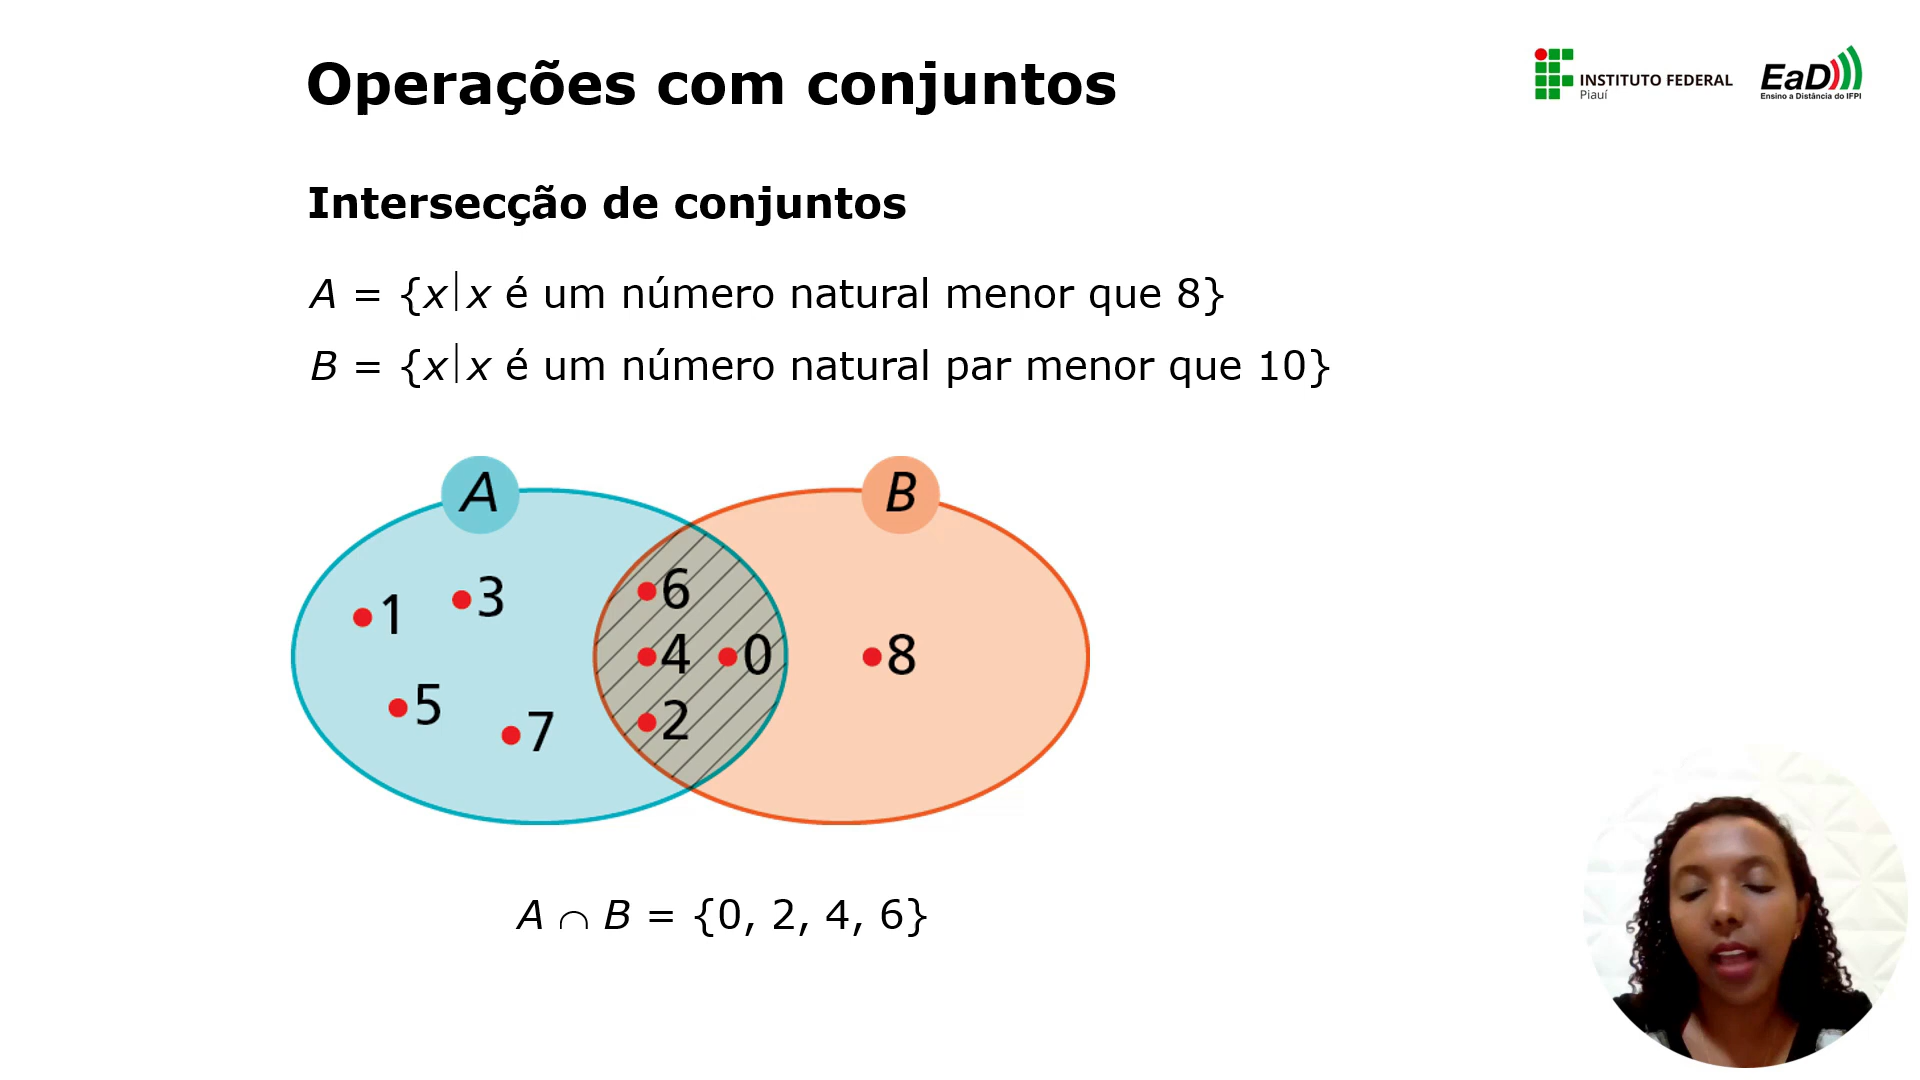 Operações com conjuntos
INSTITUTO FEDERAL
Piauí
EaD
Ensino a Distância do IFPI
Intersecção de conjuntos
A = {x|x é um número natural menor que 8}
B = {x|x é um número natural par menor que 10}
A
B
1
3
5
7
6
4
0
2
8
A ∩ B = {0, 2, 4, 6}